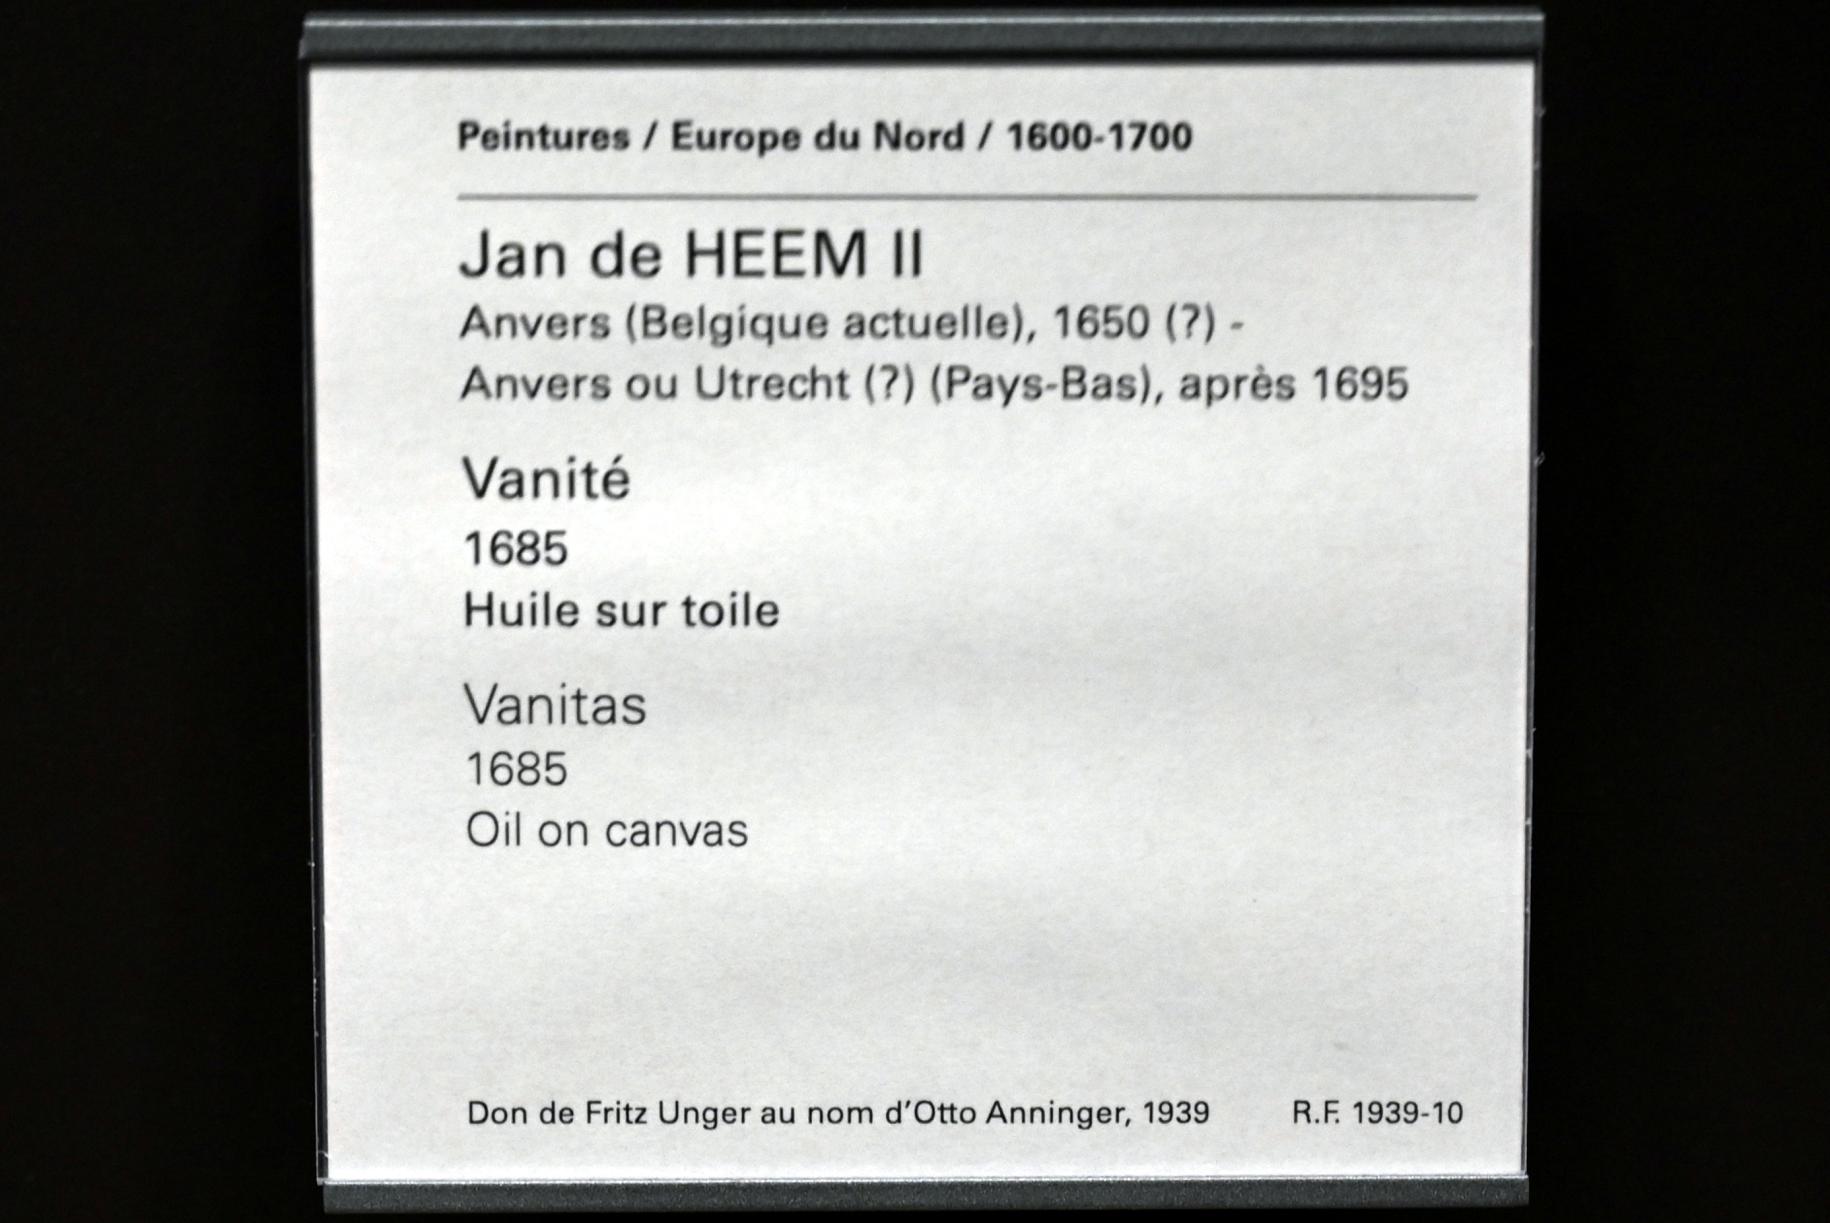 Peintures / Europe du Nord / 1600-1700
Jan de HEEM II
Anvers (Belgique actuelle), 1650 (?) -
Anvers ou Utrecht (?) (Pays-Bas), après 1695
Vanité
1685
Huile sur toile
Vanitas
1685
Oil on canvas
Don de Fritz Unger au nom d'Otto Anninger, 1939 R.F. 1939-10